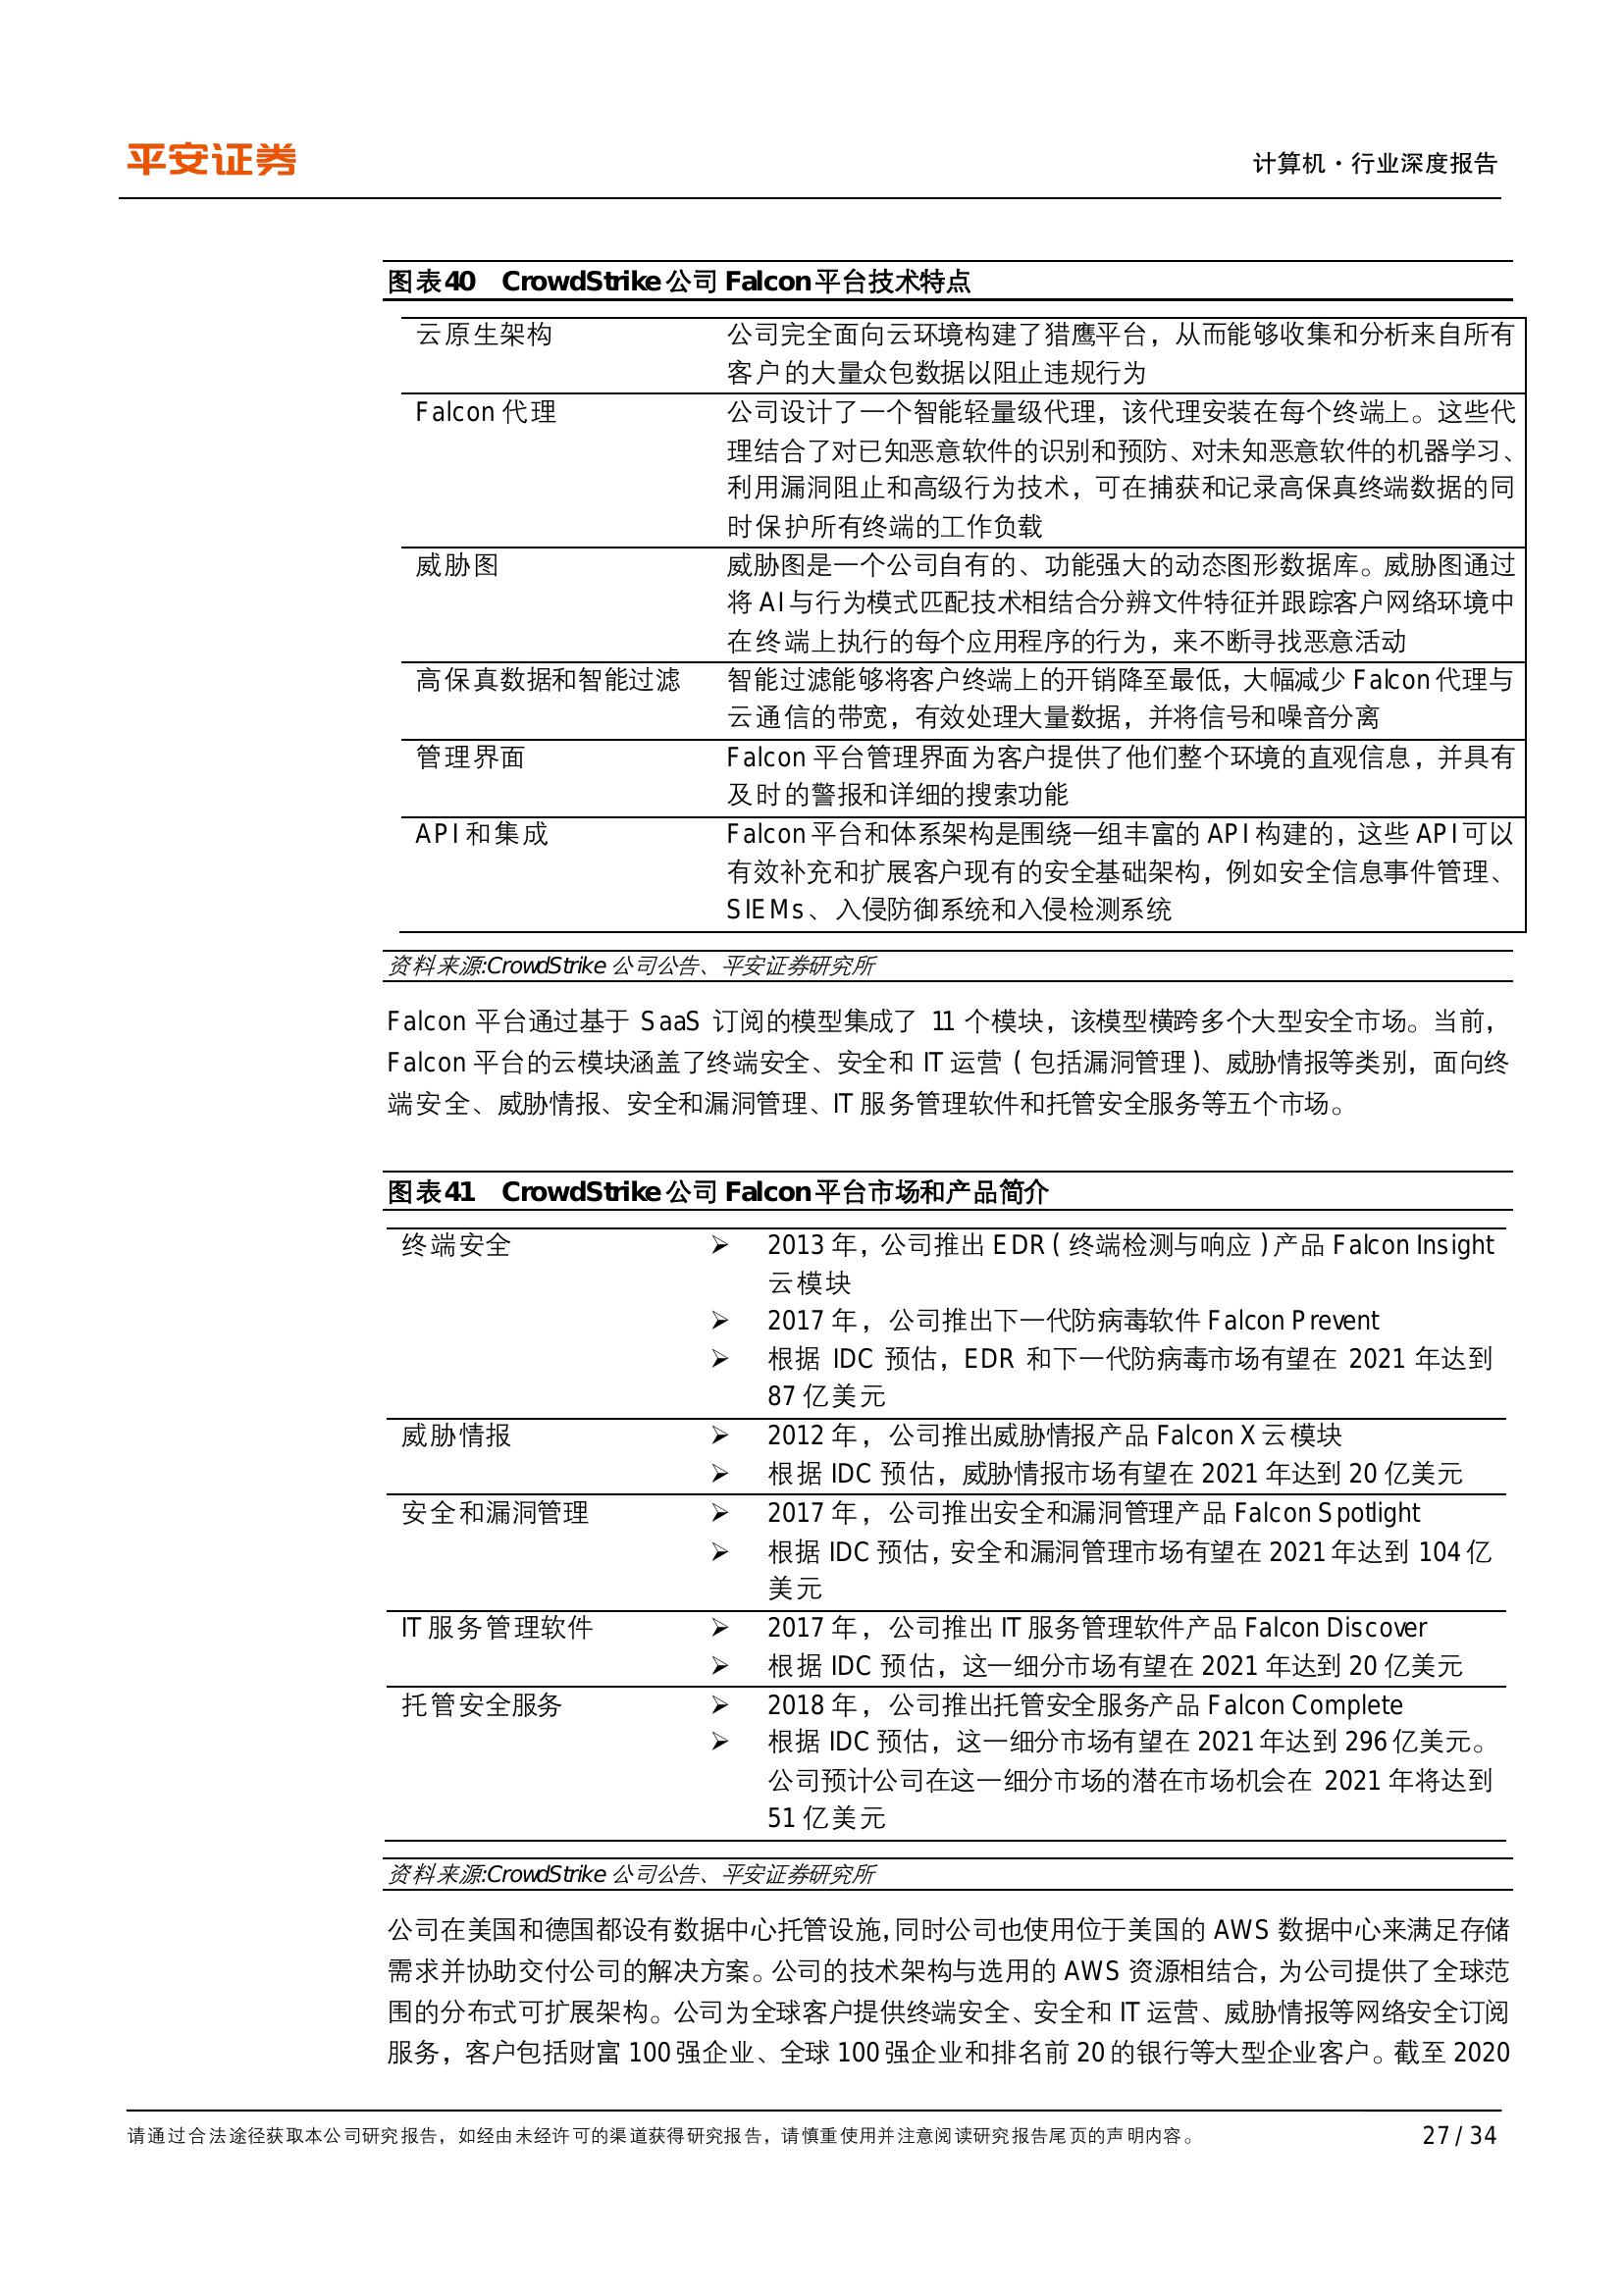 平安证券
计算机·行业深度报告
图表40 CrowdStrike公司Falcon平台技术特点
云原生架构
公司完全面向云环境构建了猎鹰平台，从而能够收集和分析来自所有
客户的大量众包数据以阻止违规行为
Falcon代理
公司设计了一个智能轻量级代理，该代理安装在每个终端上。这些代
理结合了对已知恶意软件的识别和预防、对未知恶意软件的机器学习、
利用漏洞阻止和高级行为技术，可在捕获和记录高保真终端数据的同
时保护所有终端的工作负载
威胁图
威胁图是一个公司自有的、功能强大的动态图形数据库。威胁图通过
将AI与行为模式匹配技术相结合分辨文件特征并跟踪客户网络环境中
在终端上执行的每个应用程序的行为，来不断寻找恶意活动
高保真数据和智能过滤
智能过滤能够将客户终端上的开销降至最低，大幅减少Falcon代理与
云通信的带宽，有效处理大量数据，并将信号和噪音分离
管理界面
Falcon平台管理界面为客户提供了他们整个环境的直观信息，并具有
及时的警报和详细的搜索功能
API和集成
Falcon平台和体系架构是围绕一组丰富的API构建的，这些API可以
有效补充和扩展客户现有的安全基础架构，例如安全信息事件管理、
SIEMs、入侵防御系统和入侵检测系统
资料来源:CrowdStrike公司公告、平安证券研究所
Falcon 平台通过基于 SaaS 订阅的模型集成了 11 个模块，该模型横跨多个大型安全市场。当前，
Falcon 平台的云模块涵盖了终端安全、安全和 IT 运营（包括漏洞管理）、威胁情报等类别，面向终
端安全、威胁情报、安全和漏洞管理、IT 服务管理软件和托管安全服务等五个市场。
图表41 CrowdStrike公司Falcon平台市场和产品简介
终端安全
➢ 2013 年，公司推出 EDR（终端检测与响应）产品 Falcon Insight
云模块
➢ 2017 年，公司推出下一代防病毒软件 Falcon Prevent
➢ 根据 IDC 预估，EDR 和下一代防病毒市场有望在 2021 年达到
87 亿美元
威胁情报
➢ 2012 年，公司推出威胁情报产品 Falcon X 云模块
➢ 根据 IDC 预估，威胁情报市场有望在 2021 年达到 20 亿美元
安全和漏洞管理
➢ 2017 年，公司推出安全和漏洞管理产品 Falcon Spotlight
➢ 根据 IDC 预估，安全和漏洞管理市场有望在 2021 年达到 104 亿
美元
IT 服务管理软件
➢ 2017 年，公司推出 IT 服务管理软件产品 Falcon Discover
➢ 根据 IDC 预估，这一细分市场有望在 2021 年达到 20 亿美元
托管安全服务
➢ 2018 年，公司推出托管安全服务产品 Falcon Complete
➢ 根据 IDC 预估，这一细分市场有望在 2021 年达到 296 亿美元。
公司预计公司在这一细分市场的潜在市场机会在 2021 年将达到
51 亿美元
资料来源:CrowdStrike公司公告、平安证券研究所
公司在美国和德国都设有数据中心托管设施，同时公司也使用位于美国的 AWS 数据中心来满足存储
需求并协助交付公司的解决方案。公司的技术架构与选用的 AWS 资源相结合，为公司提供了全球范
围的分布式可扩展架构。公司为全球客户提供终端安全、安全和 IT 运营、威胁情报等网络安全订阅
服务，客户包括财富 100 强企业、全球 100 强企业和排名前 20 的银行等大型企业客户。截至 2020
请通过合法途径获取本公司研究报告，如经由未经许可的渠道获得研究报告，请慎重使用并注意阅读研究报告尾页的声明内容。
27 / 34